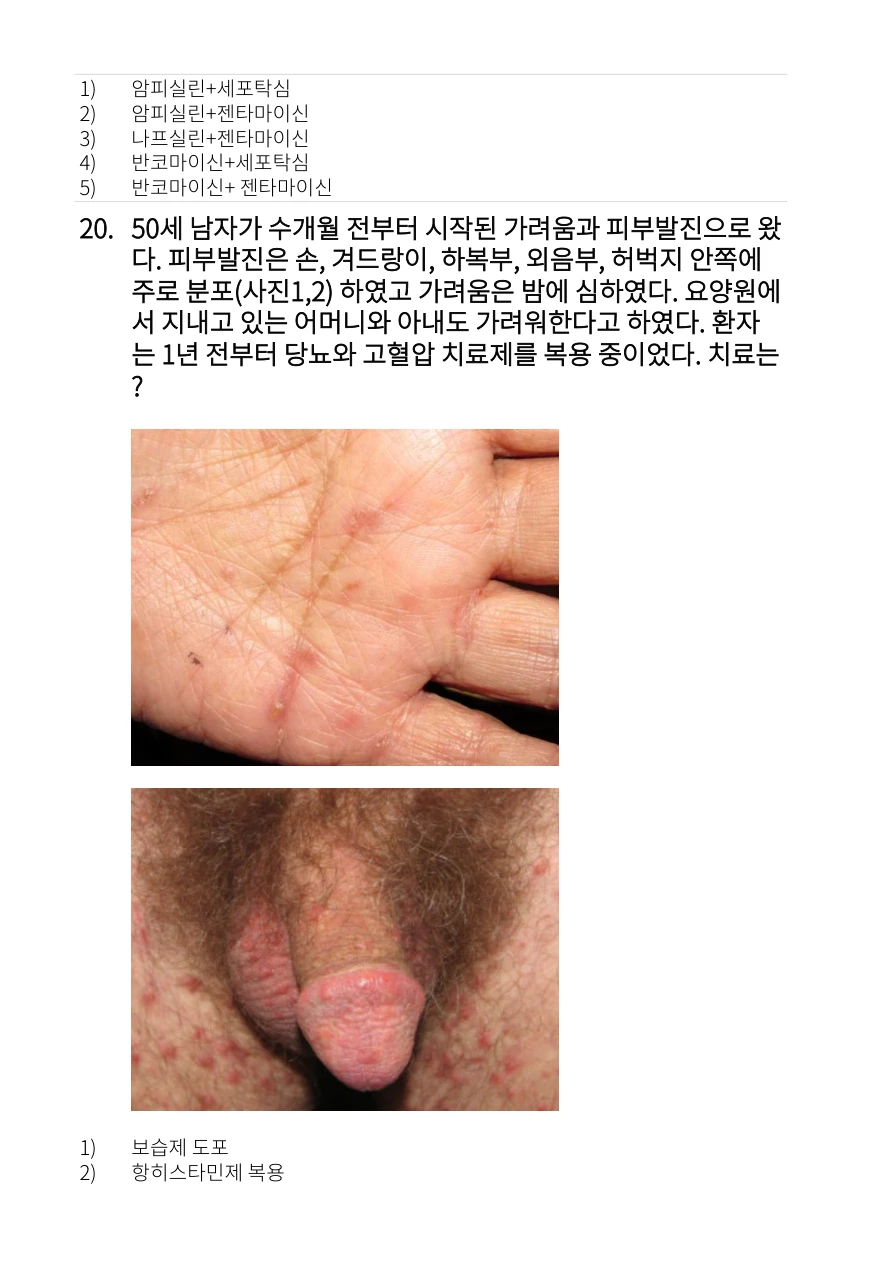 1) 암피실린+세포탁심
2) 암피실린+젠타마이신
3) 나프실린+젠타마이신
4) 반코마이신+세포탁심
5) 반코마이신+ 젠타마이신
20. 50세 남자가 수개월 전부터 시작된 가려움과 피부발진으로 왔
다. 피부발진은 손, 겨드랑이, 하복부, 외음부, 허벅지 안쪽에
주로 분포(사진1,2) 하였고 가려움은 밤에 심하였다. 요양원에
서 지내고 있는 어머니와 아내도 가려워한다고 하였다. 환자
는 1년 전부터 당뇨와 고혈압 치료제를 복용 중이었다. 치료는
?
1) 보습제 도포
2) 항히스타민제 복용